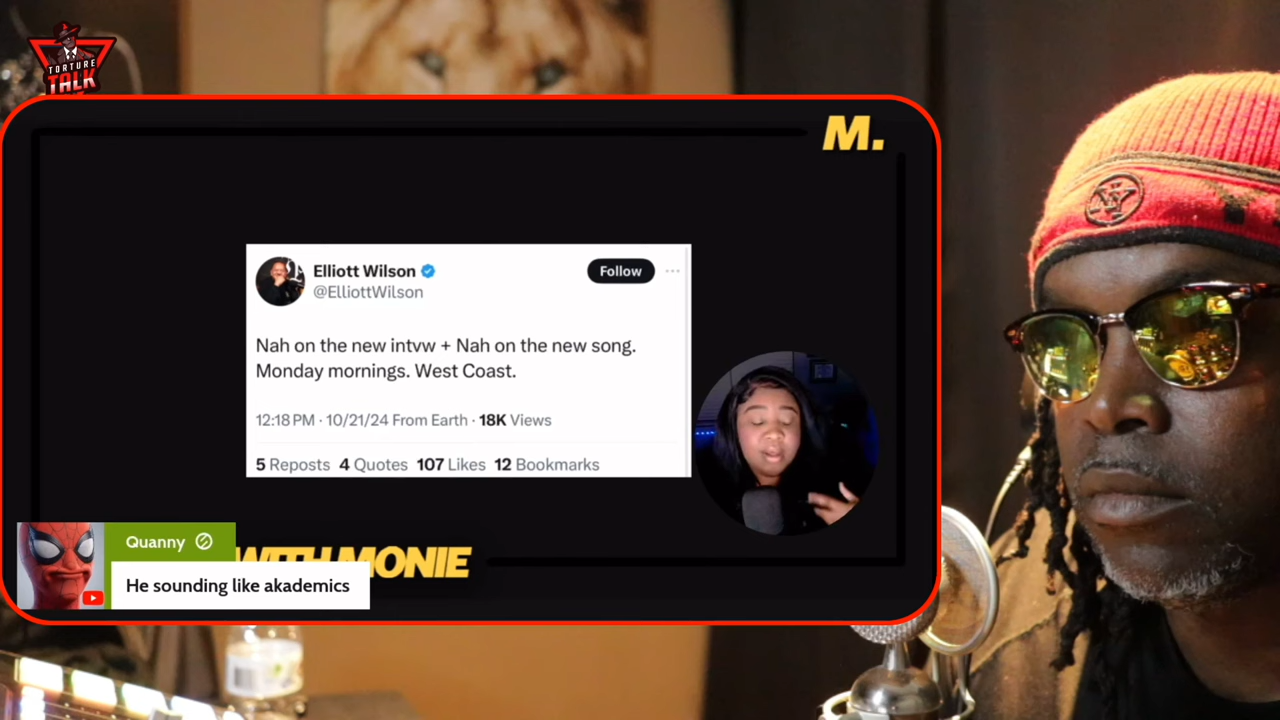 TORTURE
TALK
M.
Elliott Wilson
Follow
@ElliottWilson
Nah on the new intvw + Nah on the new song.
Monday mornings. West Coast.
12:18 PM · 10/21/24 From Earth · 18K Views
5 Reposts 4 Quotes 107 Likes 12 Bookmarks
NY
Quanny
WITH MONIE
He sounding like akademics